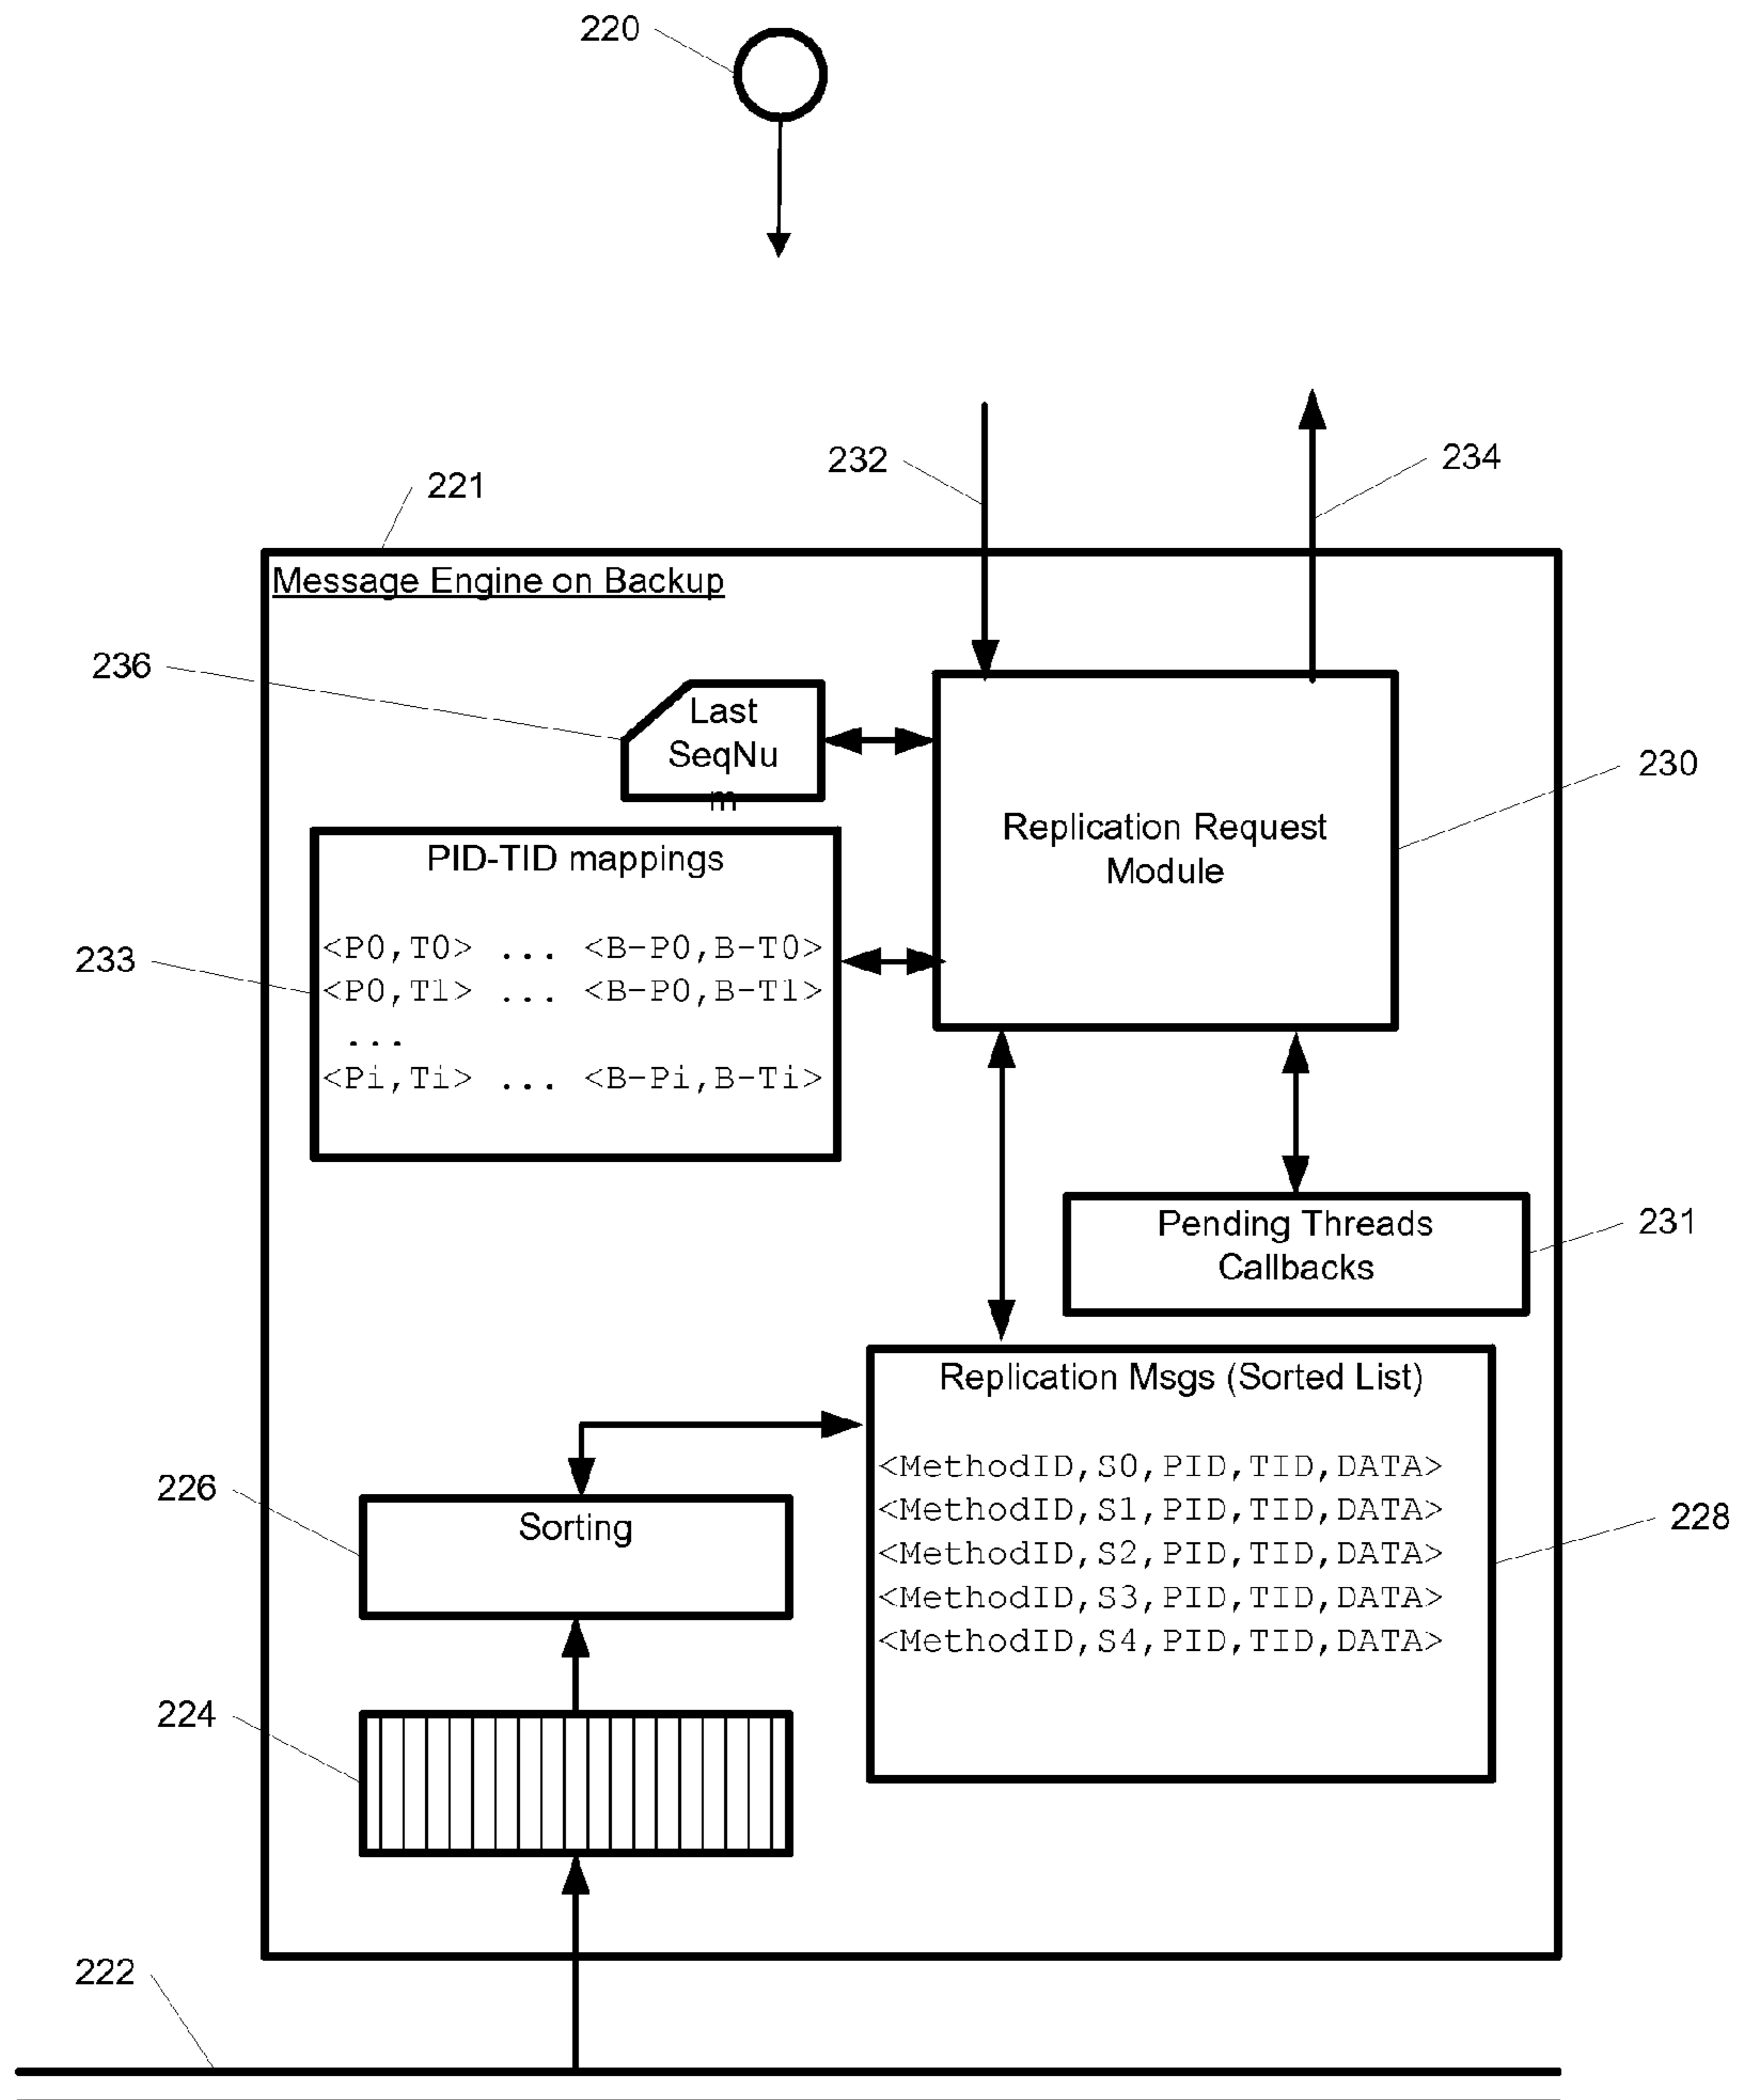 220
232
234
221
Message Engine on Backup
236
Last
SeqNu
m
230
Replication Request
Module
PID-TID mappings
233
<P0,T0> ... <B-P0,B-T0>
<P0,T1> ... <B-P0,B-T1>
...
<Pi,Ti> ... <B-Pi,B-Ti>
Pending Threads
Callbacks
231
Replication Msgs (Sorted List)
<MethodID,S0,PID,TID,DATA>
<MethodID,S1,PID,TID,DATA>
<MethodID,S2,PID,TID,DATA>
<MethodID,S3,PID,TID,DATA>
<MethodID,S4,PID,TID,DATA>
228
226
Sorting
224
222